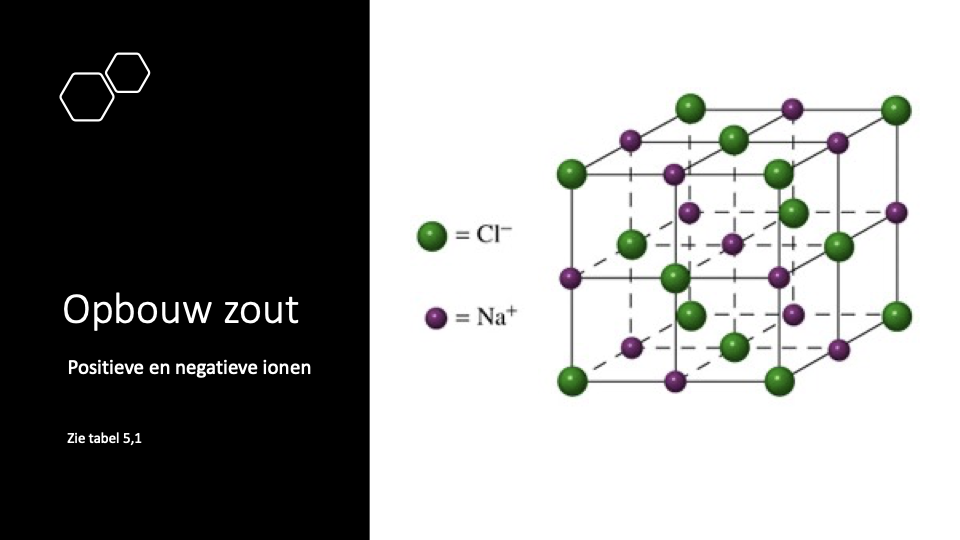 Opbouw zout
Positieve en negatieve ionen
Zie tabel 5,1
= Cl⁻
= Na⁺